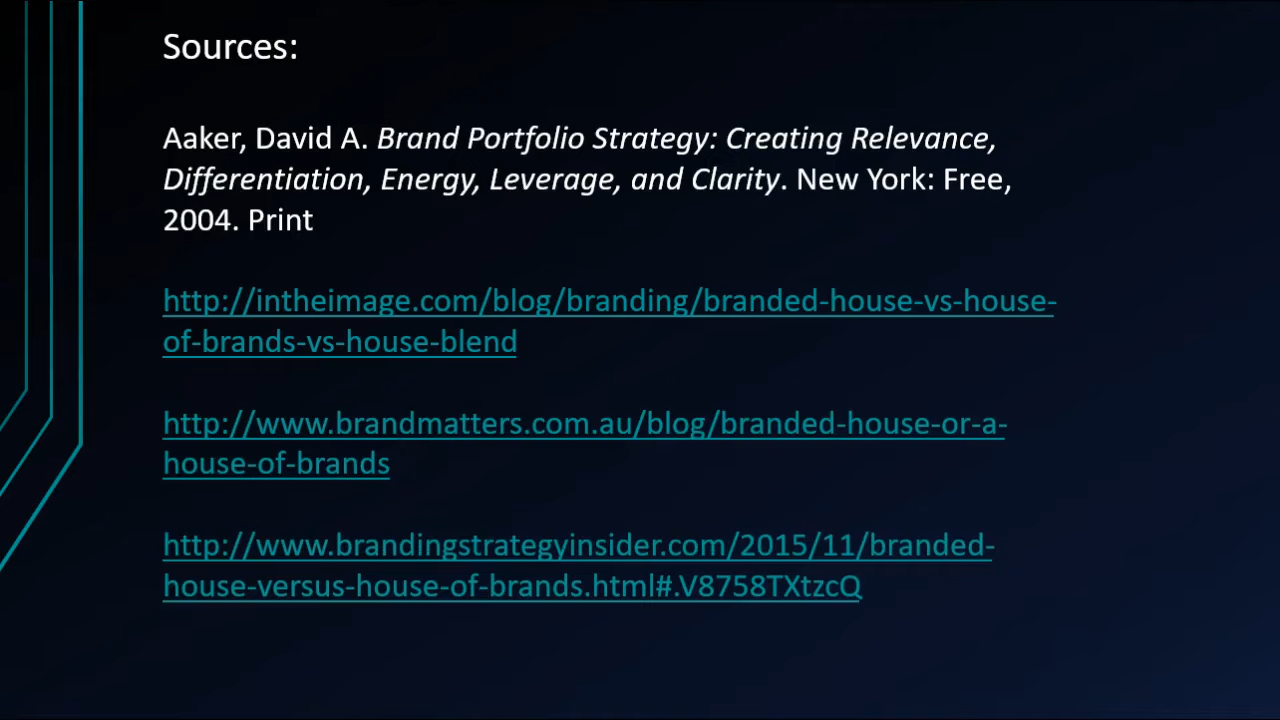 Sources:
Aaker, David A. Brand Portfolio Strategy: Creating Relevance,
Differentiation, Energy, Leverage, and Clarity. New York: Free,
2004. Print
http://intheimage.com/blog/branding/branded-house-vs-house-
of-brands-vs-house-blend
http://www.brandmatters.com.au/blog/branded-house-or-a-
house-of-brands
http://www.brandingstrategyinsider.com/2015/11/branded-
house-versus-house-of-brands.html#.V8758TXtzcQ